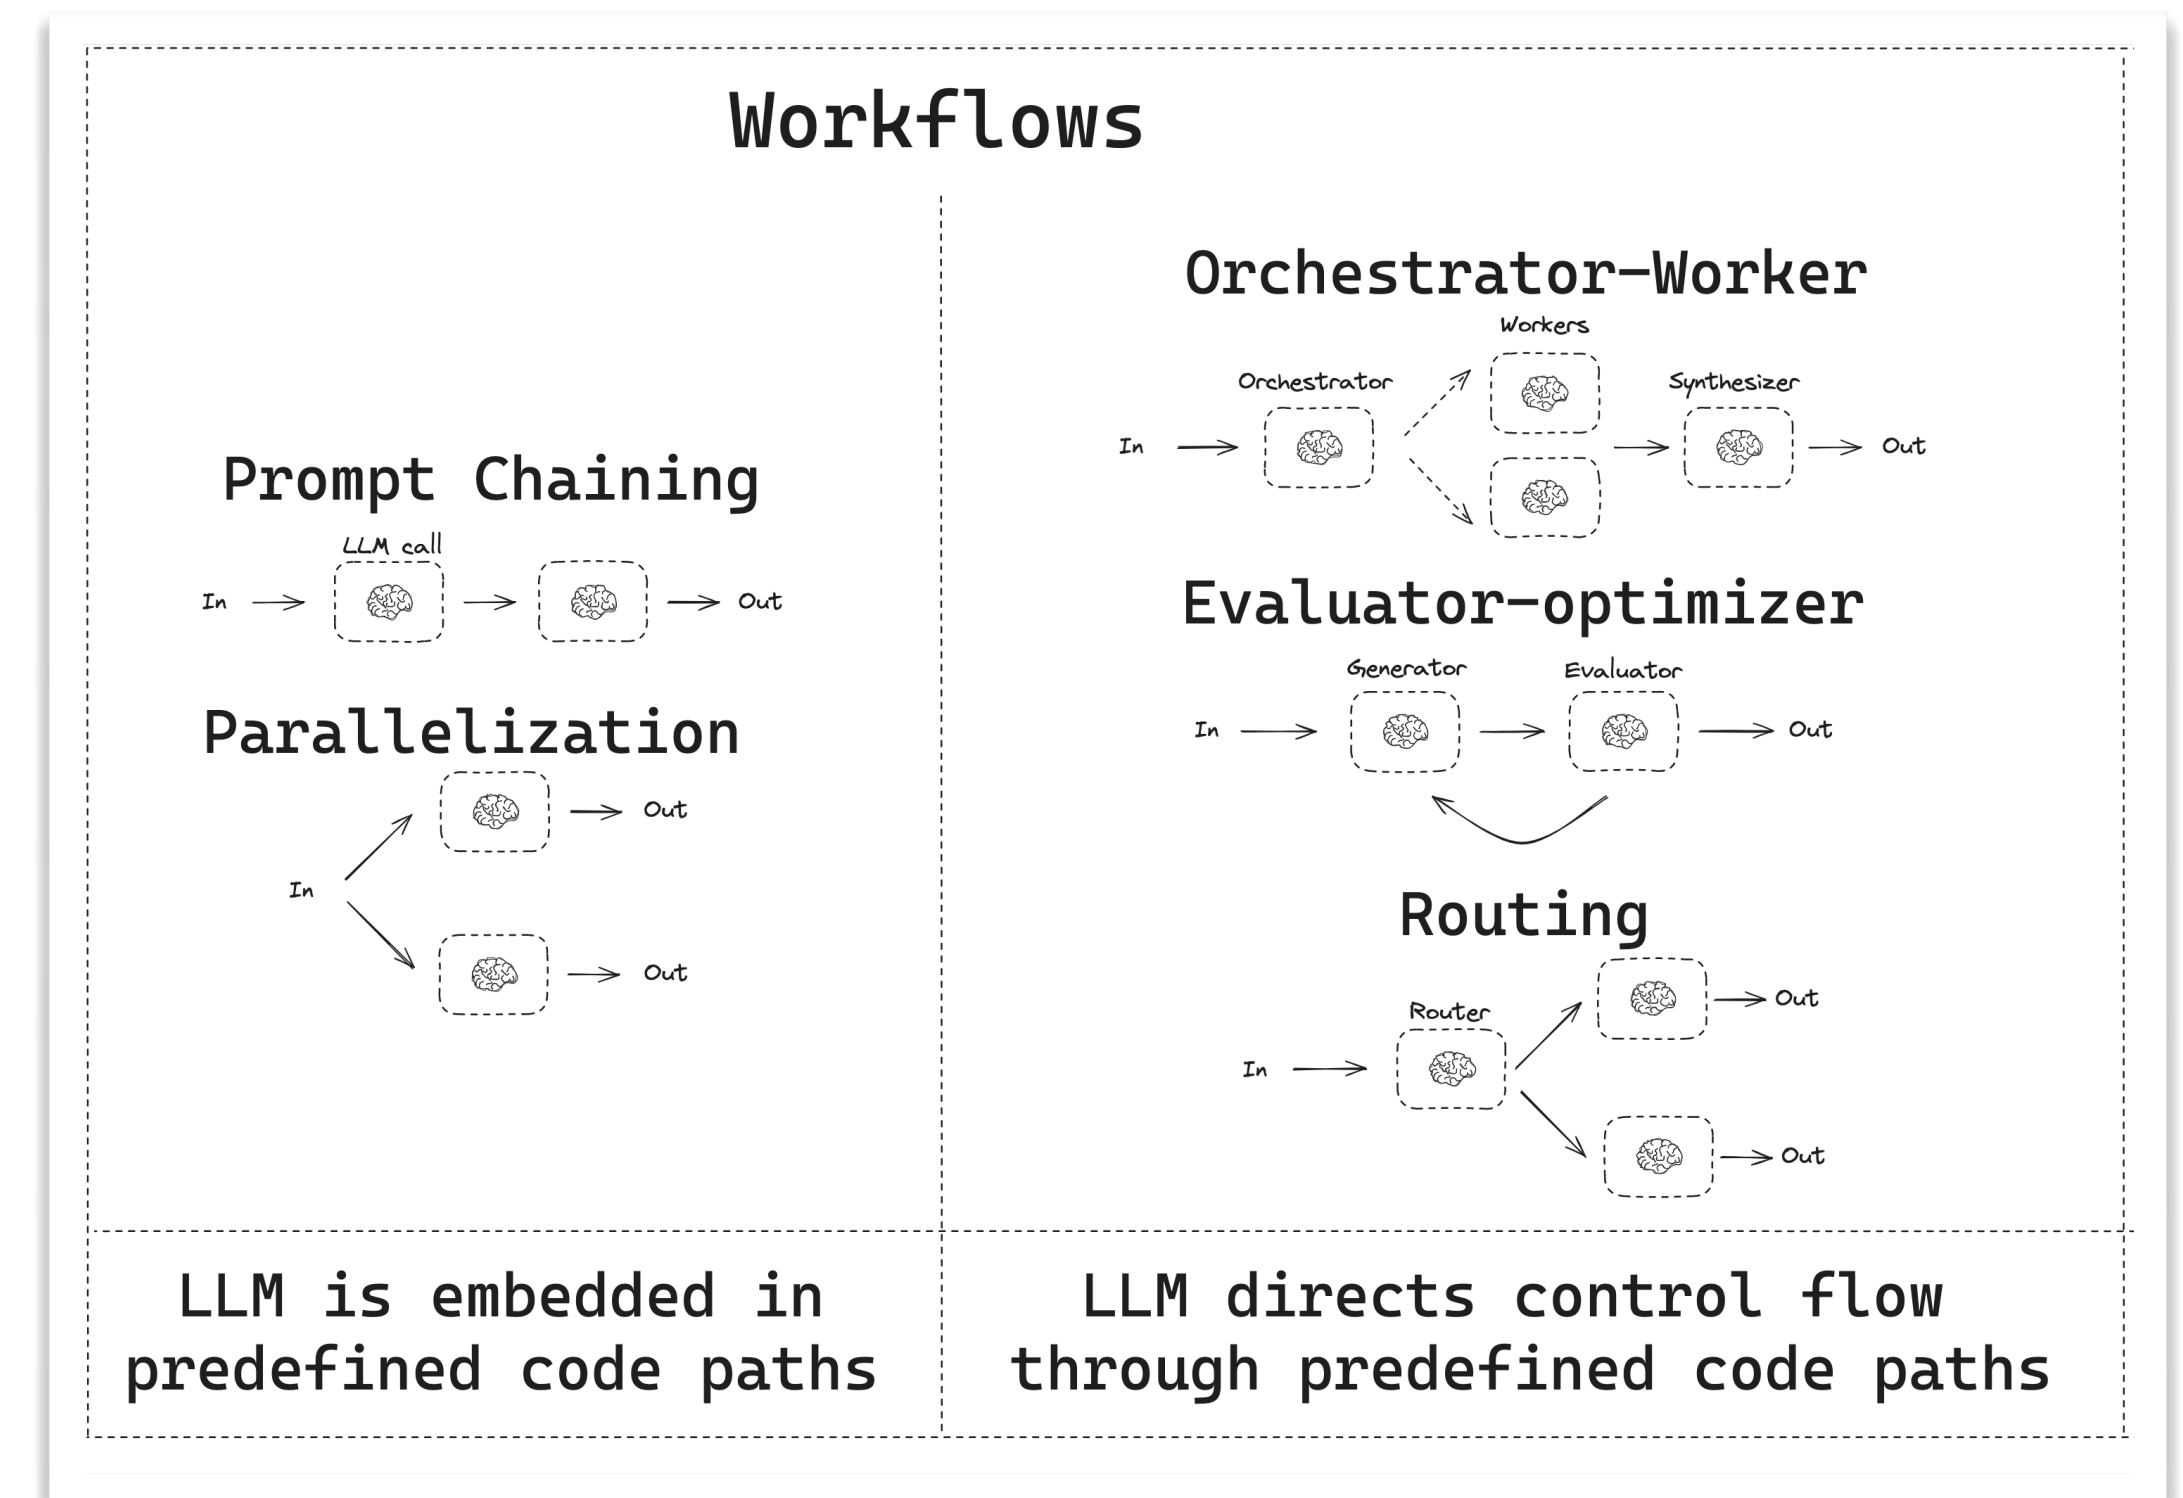 Workflows
Prompt Chaining
LLM call
In
Out
Parallelization
Out
In
Out
LLM is embedded in
predefined code paths
Orchestrator-Worker
Workers
Orchestrator
Synthesizer
In
Out
Evaluator-optimizer
Generator
Evaluator
In
Out
Routing
Out
Router
In
Out
LLM directs control flow
through predefined code paths